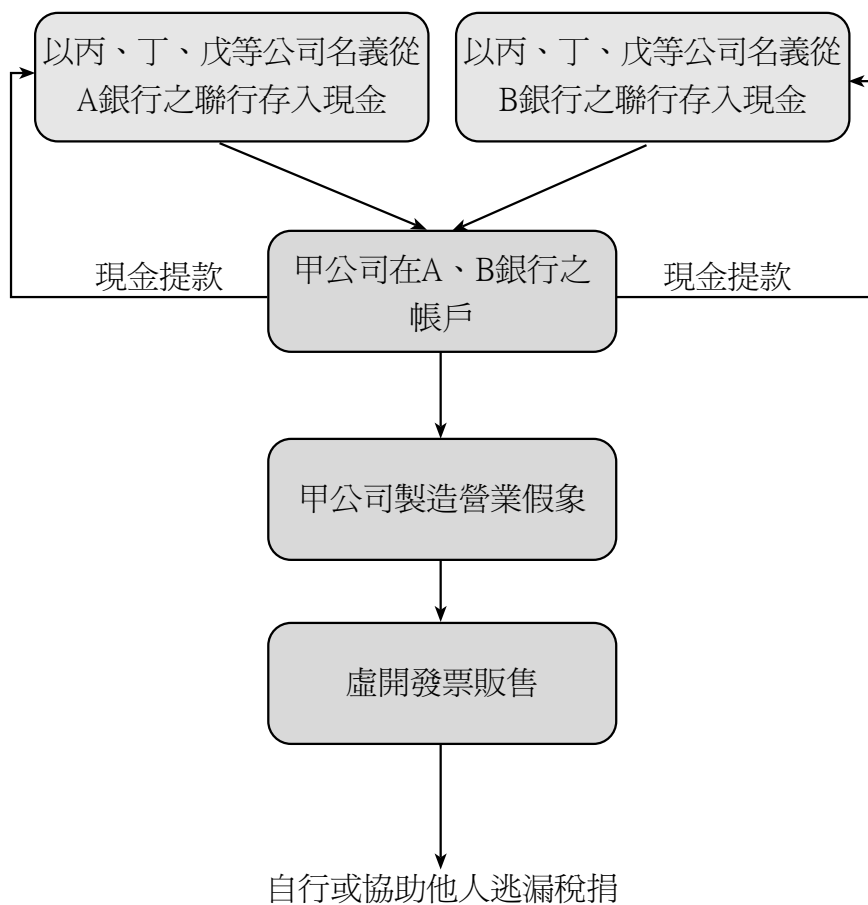 以丙、丁、戊等公司名義從
A銀行之聯行存入現金
以丙、丁、戊等公司名義從
B銀行之聯行存入現金
現金提款
甲公司在A、B銀行之
帳戶
現金提款
甲公司製造營業假象
虛開發票販售
自行或協助他人逃漏稅捐